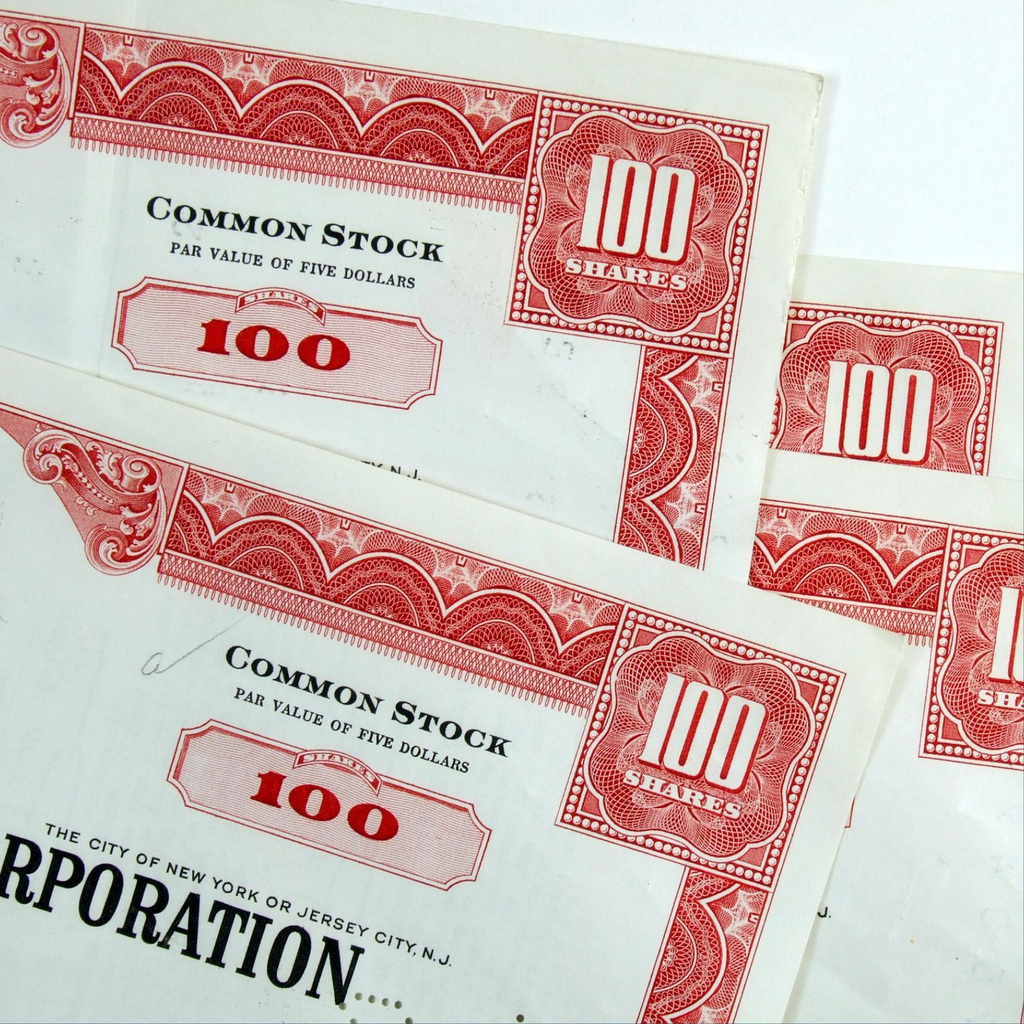 100
SHARES
COMMON STOCK
PAR VALUE OF FIVE DOLLARS
SHARES
100
N.J.
100
100
SHARES
COMMON STOCK
PAR VALUE OF FIVE DOLLARS
SHARES
100
THE CITY OF NEW YORK OR JERSEY CITY, N.J.
RPORATION
J.